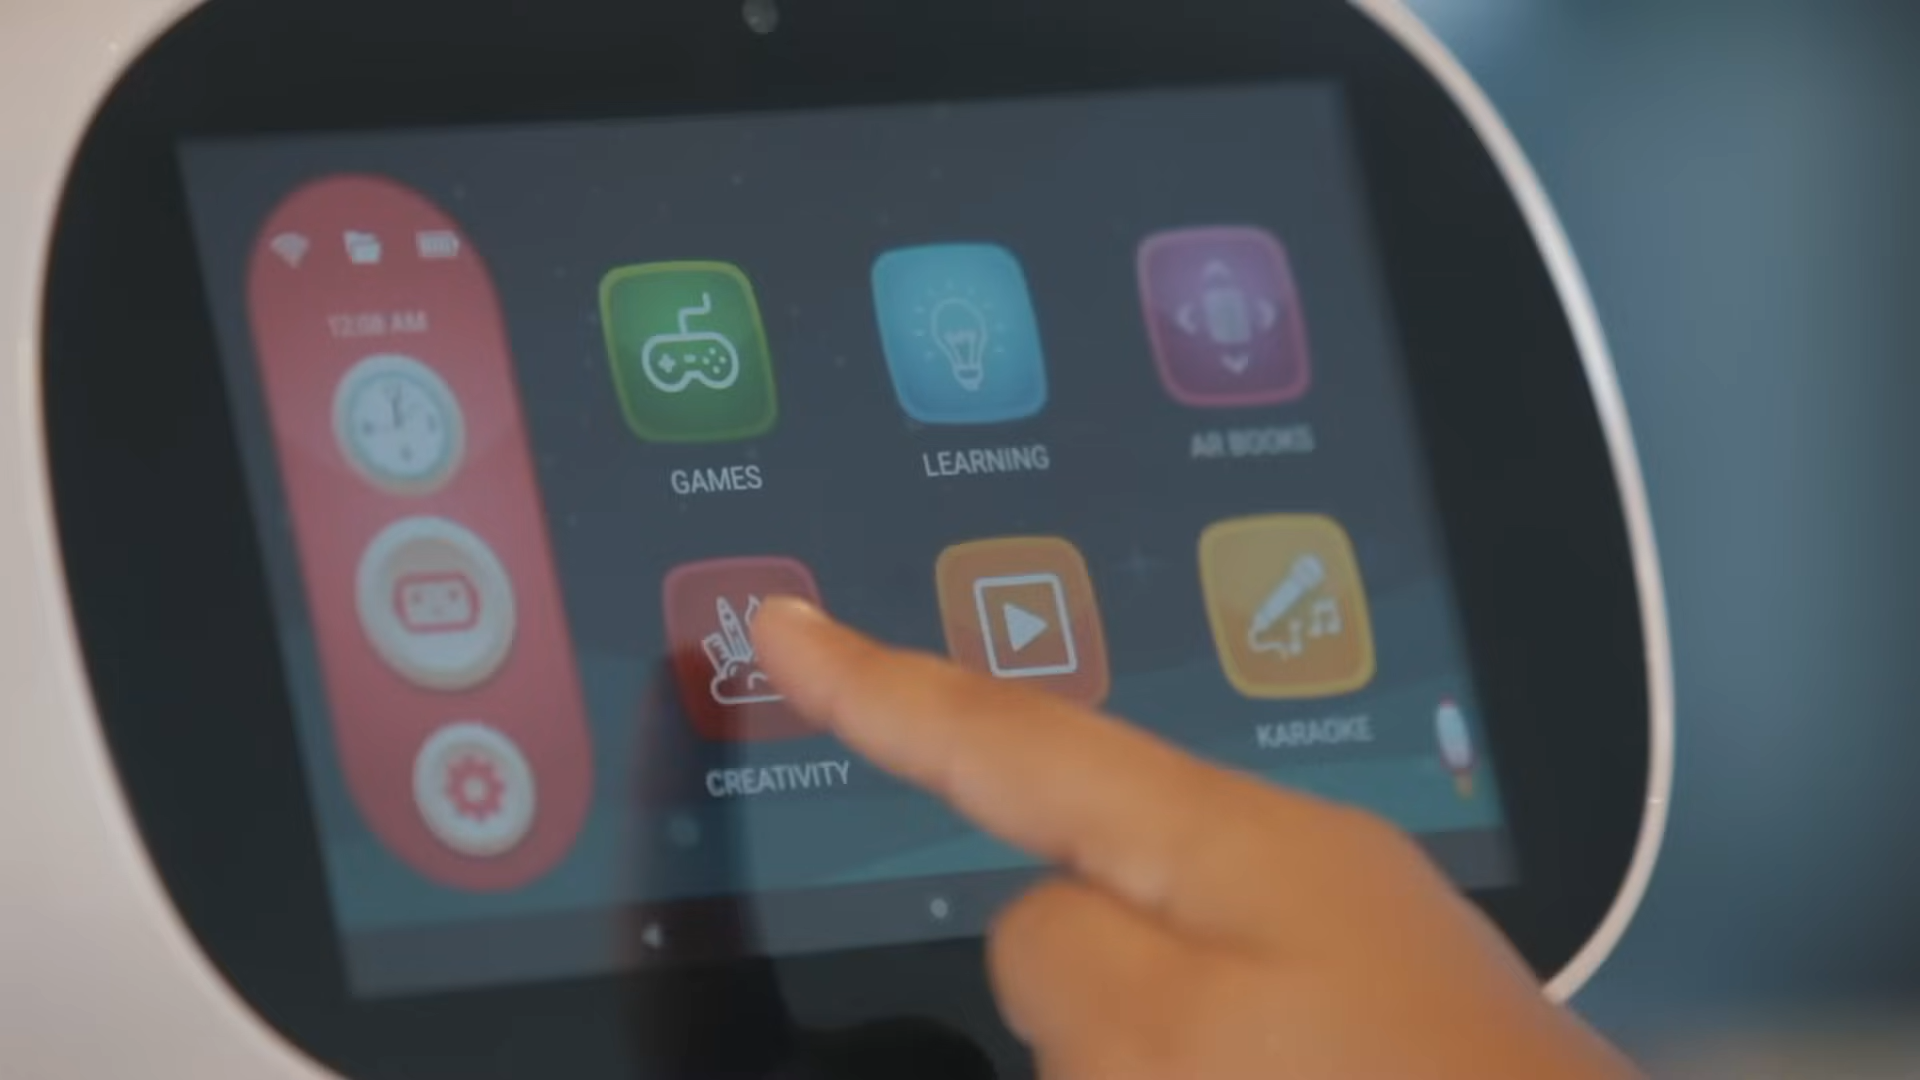 12:08 AM
GAMES
LEARNING
AR BOOKS
CREATIVITY
KARAOKE